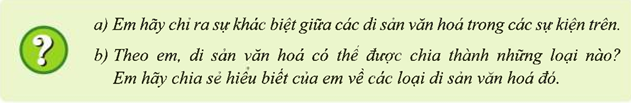 a) Em hãy chỉ ra sự khác biệt giữa các di sản văn hoá trong các sự kiện trên.
b) Theo em, di sản văn hoá có thể được chia thành những loại nào?
Em hãy chia sẻ hiểu biết của em về các loại di sản văn hoá đó.